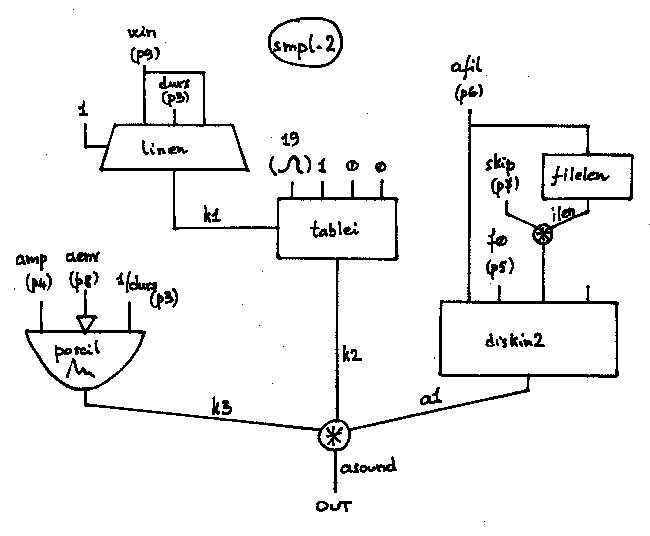 smpl-2
win
(p9)
durs
(p3)
1
linen
afil
(p6)
19
( ) 1 0 0
skip
(p7)
filelen
ilen
k1
tablei
f0
(p5)
amp
(p4)
aenv
(p8)
1/durs
(p3)
poscil
diskin2
k2
k3
a1
*
*
asound
OUT